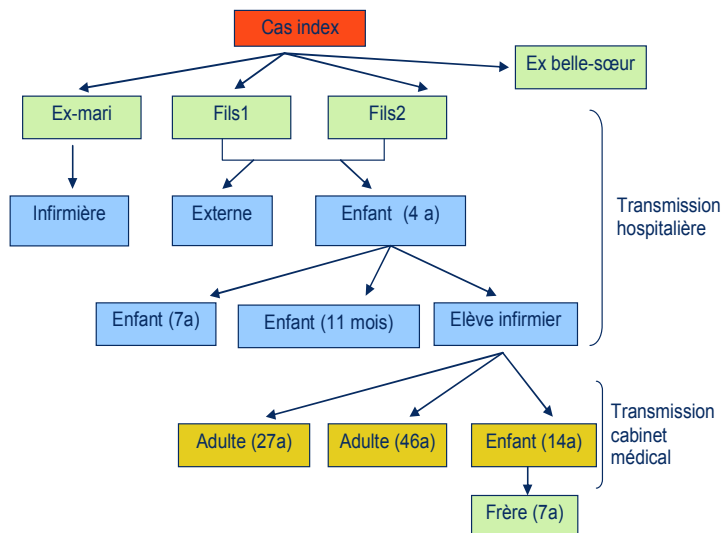 Cas index
Ex belle-sœur
Ex-mari
Fils1
Fils2
Infirmière
Externe
Enfant (4 a)
Transmission
hospitalière
Enfant (7a)
Enfant (11 mois)
Elève infirmier
Adulte (27a)
Adulte (46a)
Enfant (14a)
Transmission
cabinet
médical
Frère (7a)